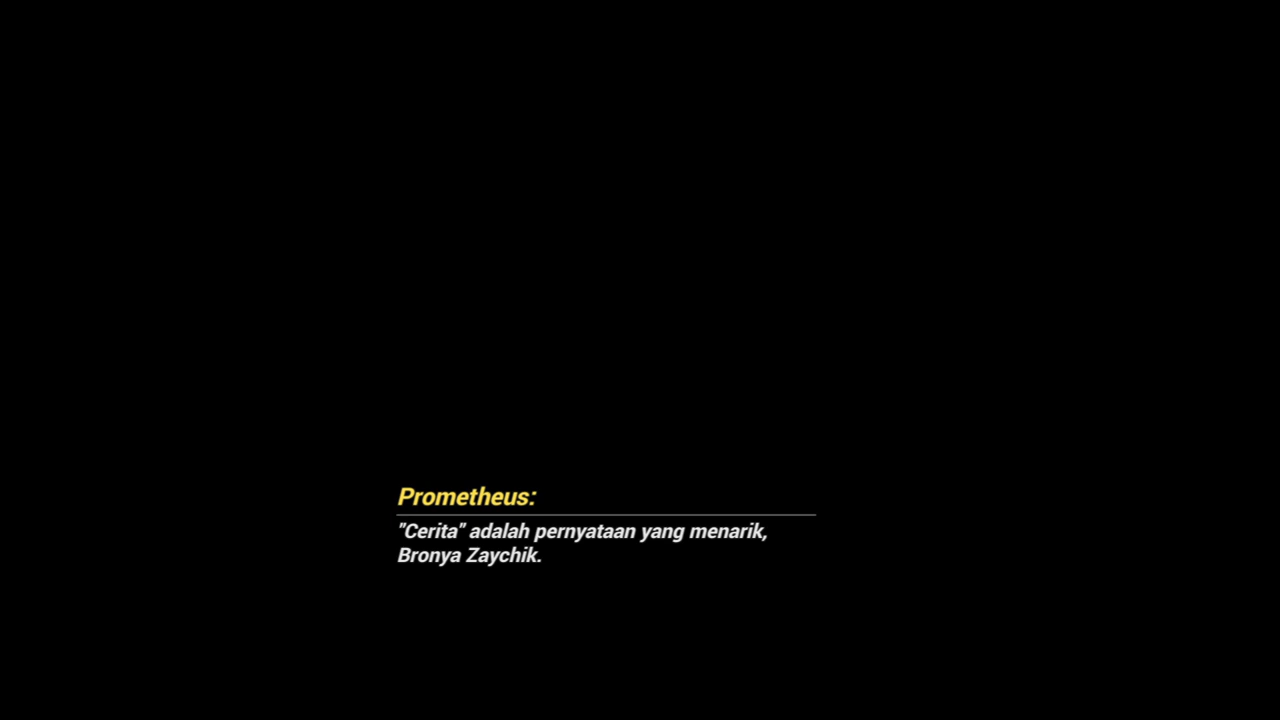 Prometheus:
"Cerita" adalah pernyataan yang menarik,
Bronya Zaychik.